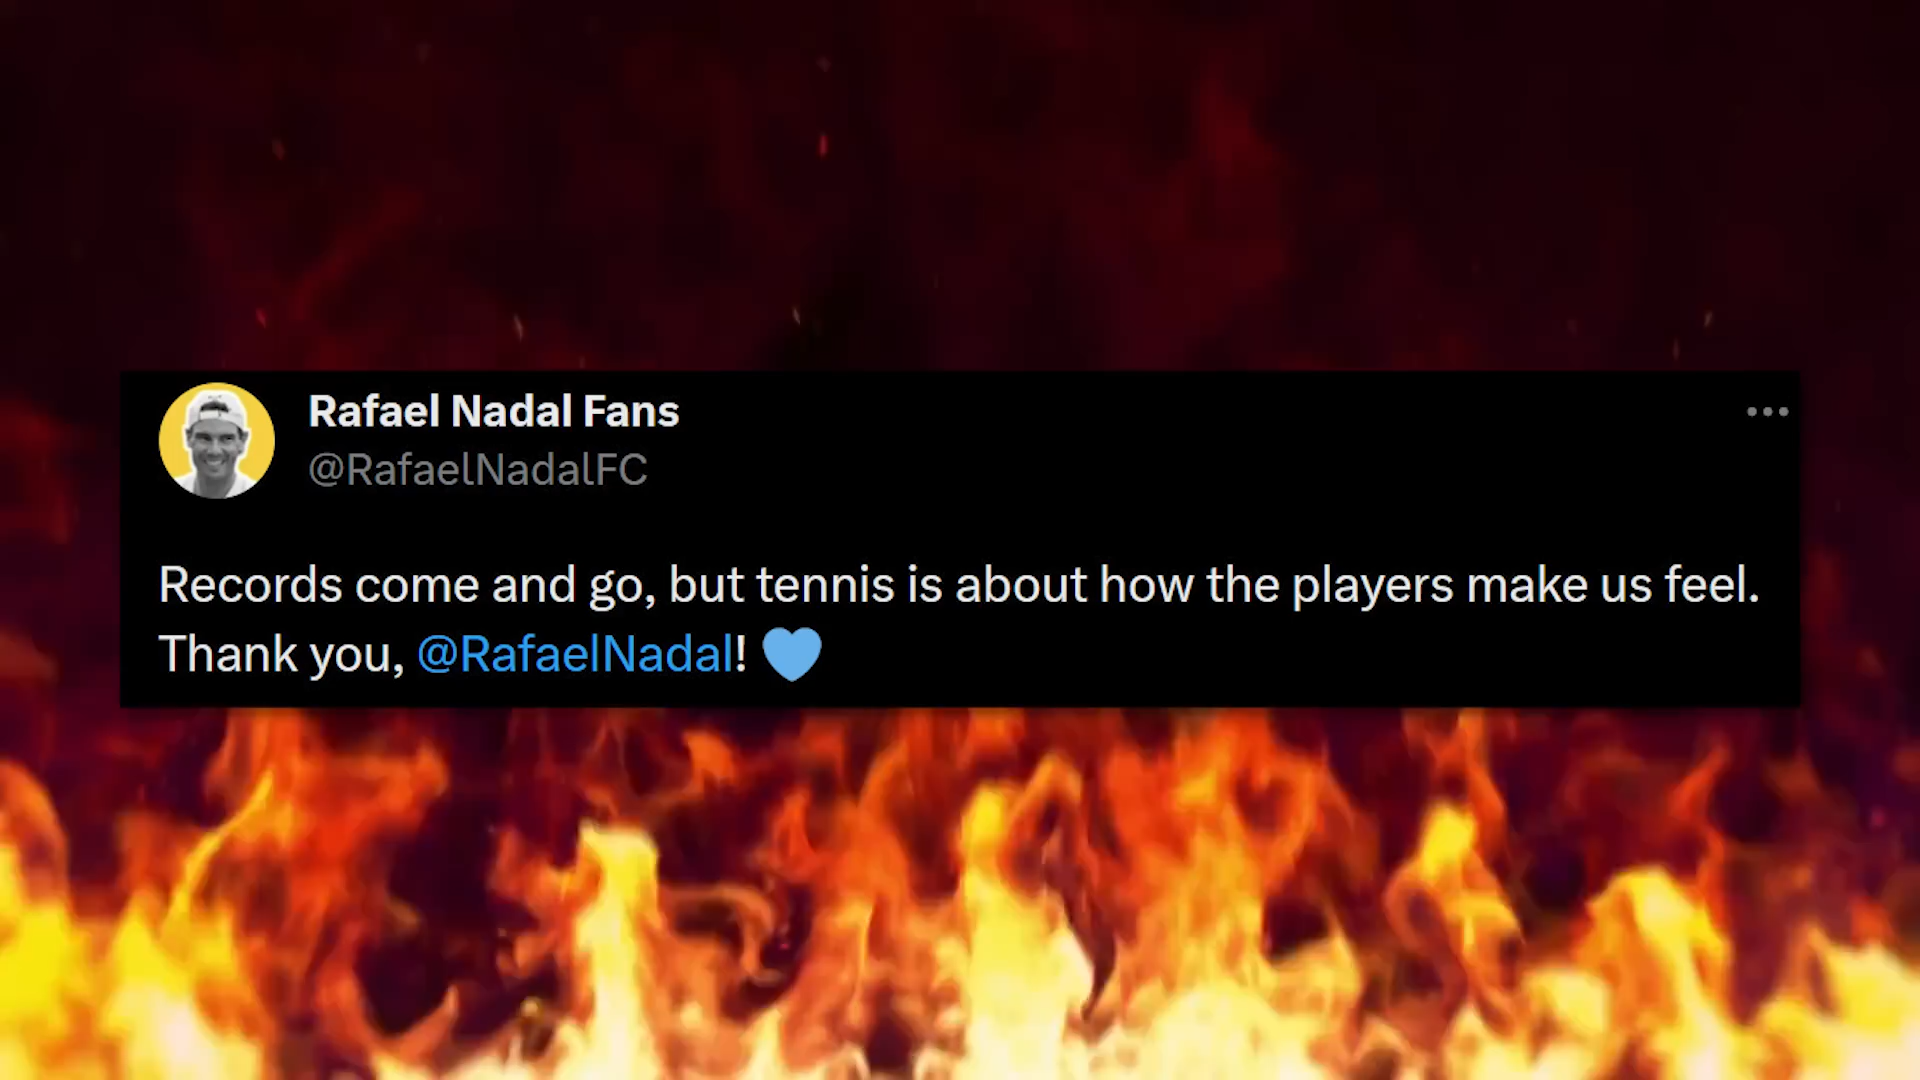 Rafael Nadal Fans
@RafaelNadalFC
Records come and go, but tennis is about how the players make us feel.
Thank you, @RafaelNadal! 💙